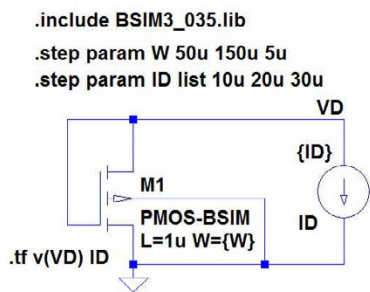 .include BSIM3_035.lib
.step param W 50u 150u 5u
.step param ID list 10u 20u 30u
VD
{ID}
M1
PMOS-BSIM
ID
L=1u W={W}
.tf v(VD) ID